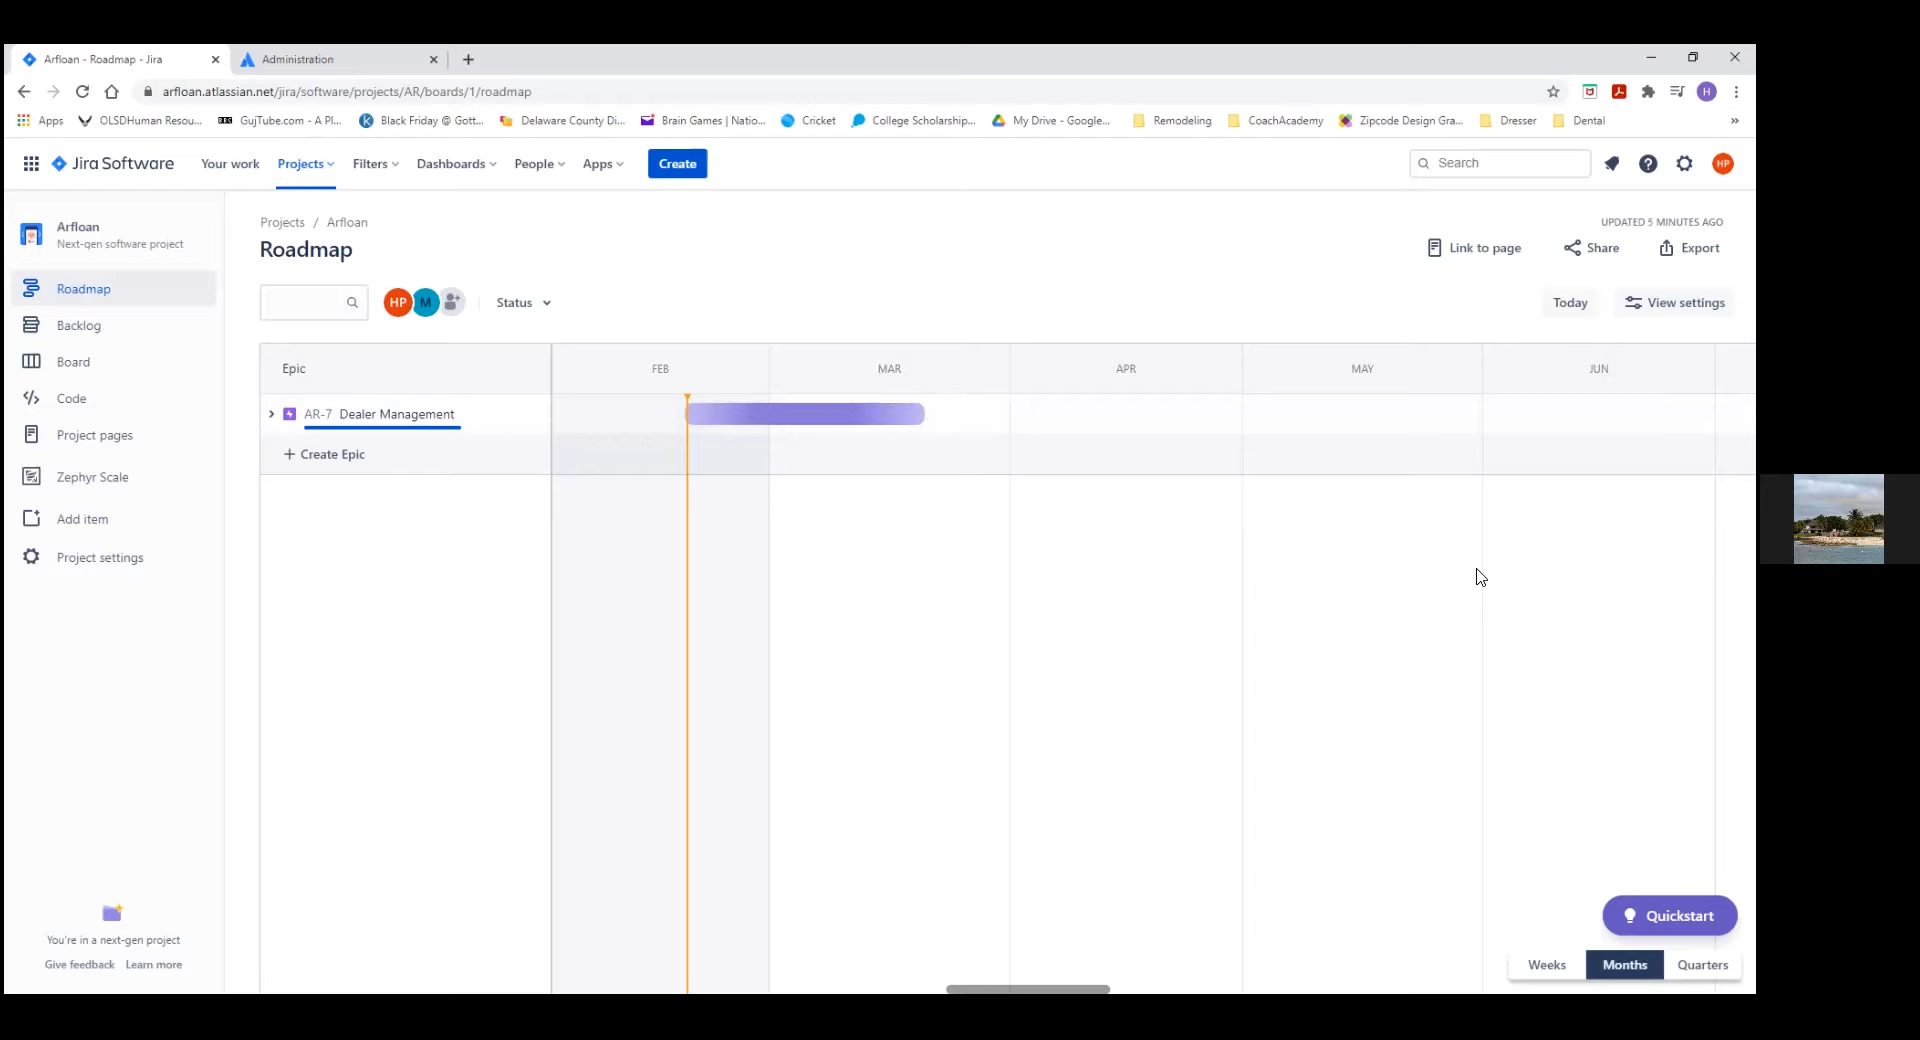 Arfloan - Roadmap - Jira
Administration
arfloan.atlassian.net/jira/software/projects/AR/boards/1/roadmap
H
Apps
OLSDHuman Resou...
GujTube.com - A Pl...
Black Friday @ Gott...
Delaware County Di...
Brain Games | Natio...
Cricket
College Scholarship...
My Drive - Google...
Remodeling
CoachAcademy
Zipcode Design Gra...
Dresser
Dental
»
Jira Software
Your work
Projects
Filters
Dashboards
People
Apps
Create
Search
HP
Arfloan
Next-gen software project
Roadmap
Backlog
Board
Code
Project pages
Zephyr Scale
Add item
Project settings
You're in a next-gen project
Give feedback Learn more
Projects / Arfloan
Roadmap
UPDATED 5 MINUTES AGO
Link to page
Share
Export
HP
M
Status
Today
View settings
Epic
FEB
MAR
APR
MAY
JUN
AR-7 Dealer Management
+ Create Epic
Quickstart
Weeks
Months
Quarters